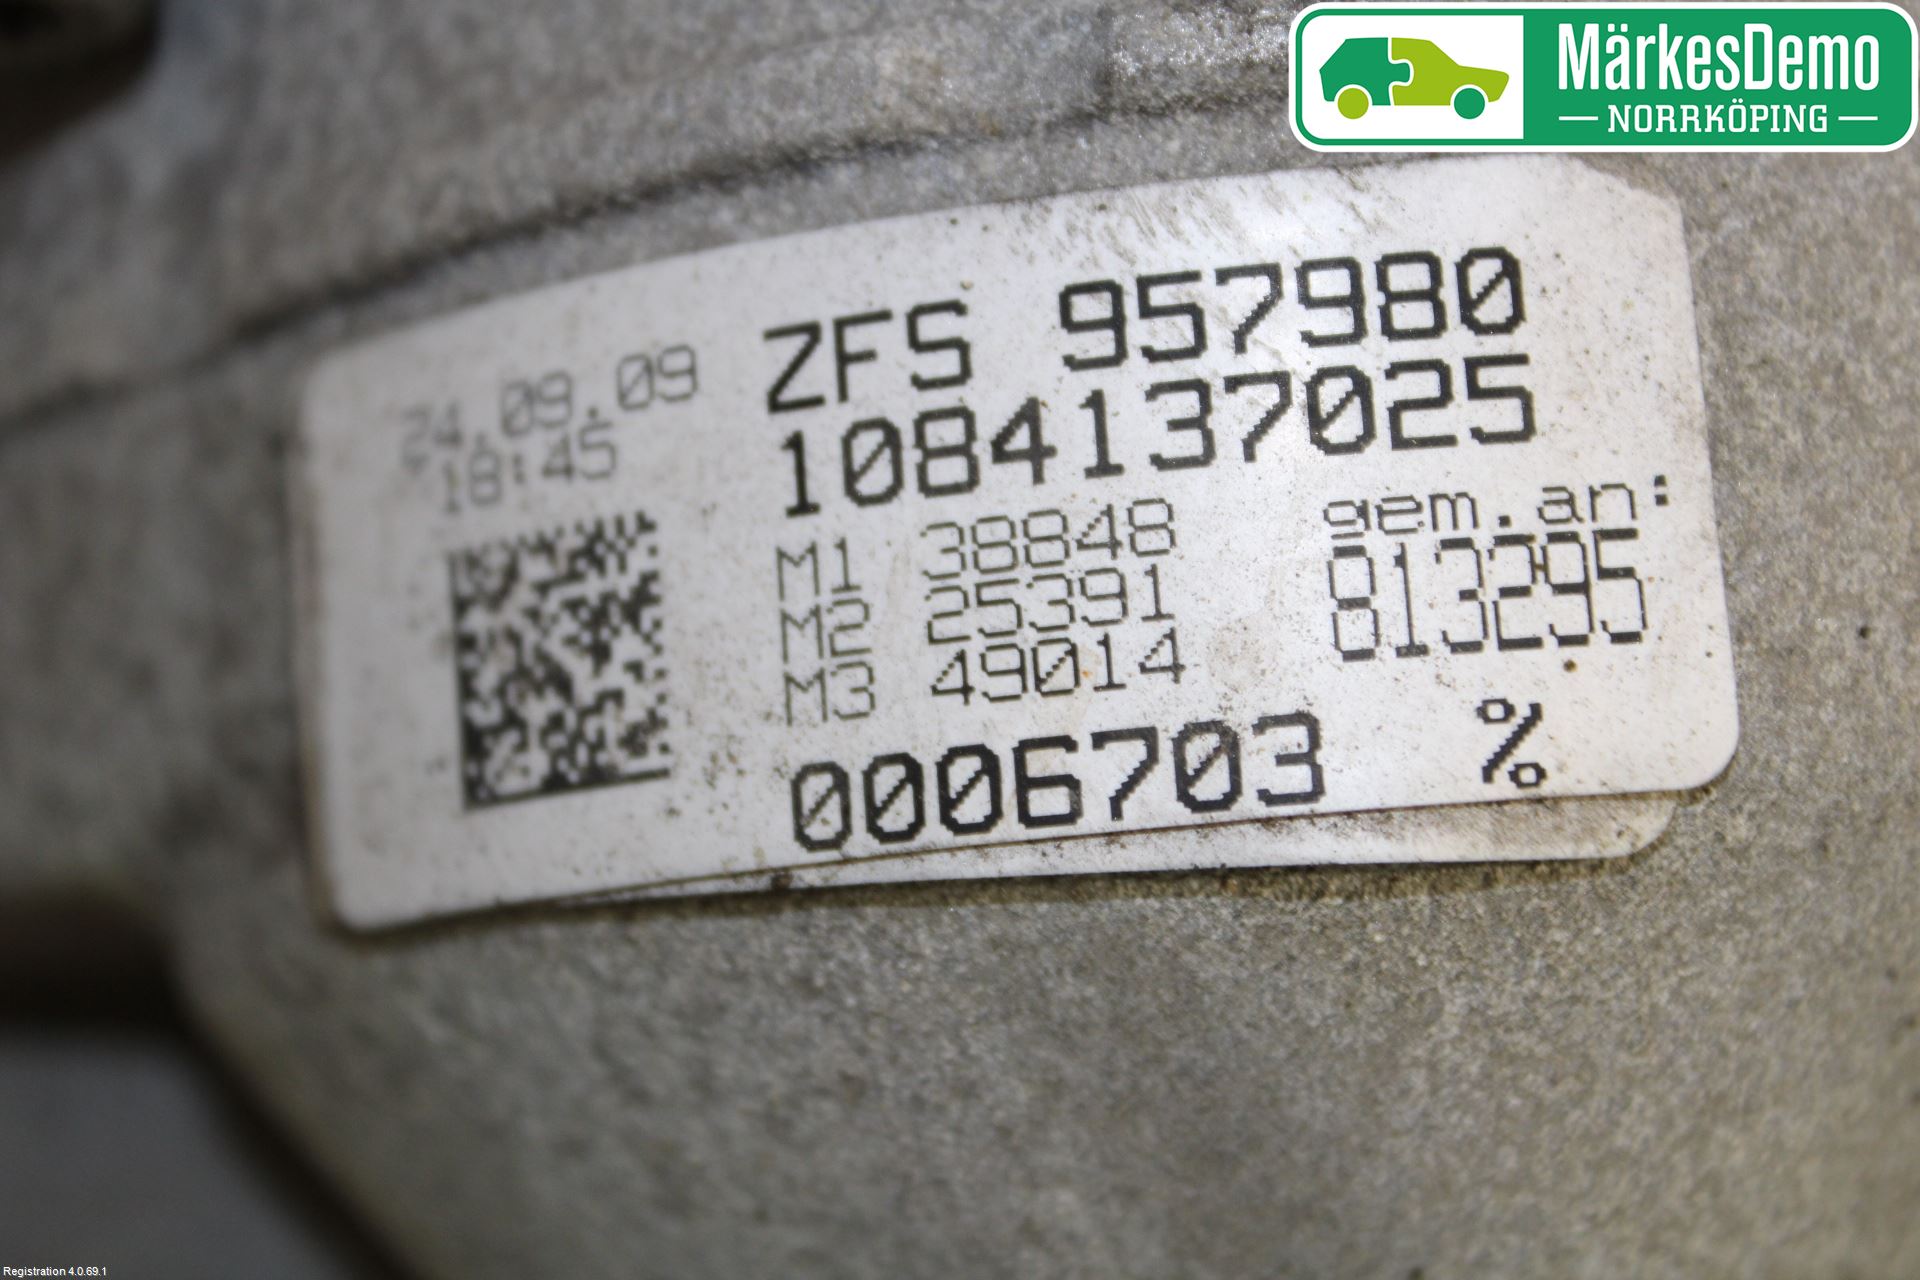 MärkesDemo
NORRKÖPING
24.09.09
18:45
ZFS 957980
1084137025
M1 38848
M2 25391
M3 49014
gem.an:
813295
0006703 %
Registration 4.0.69.1